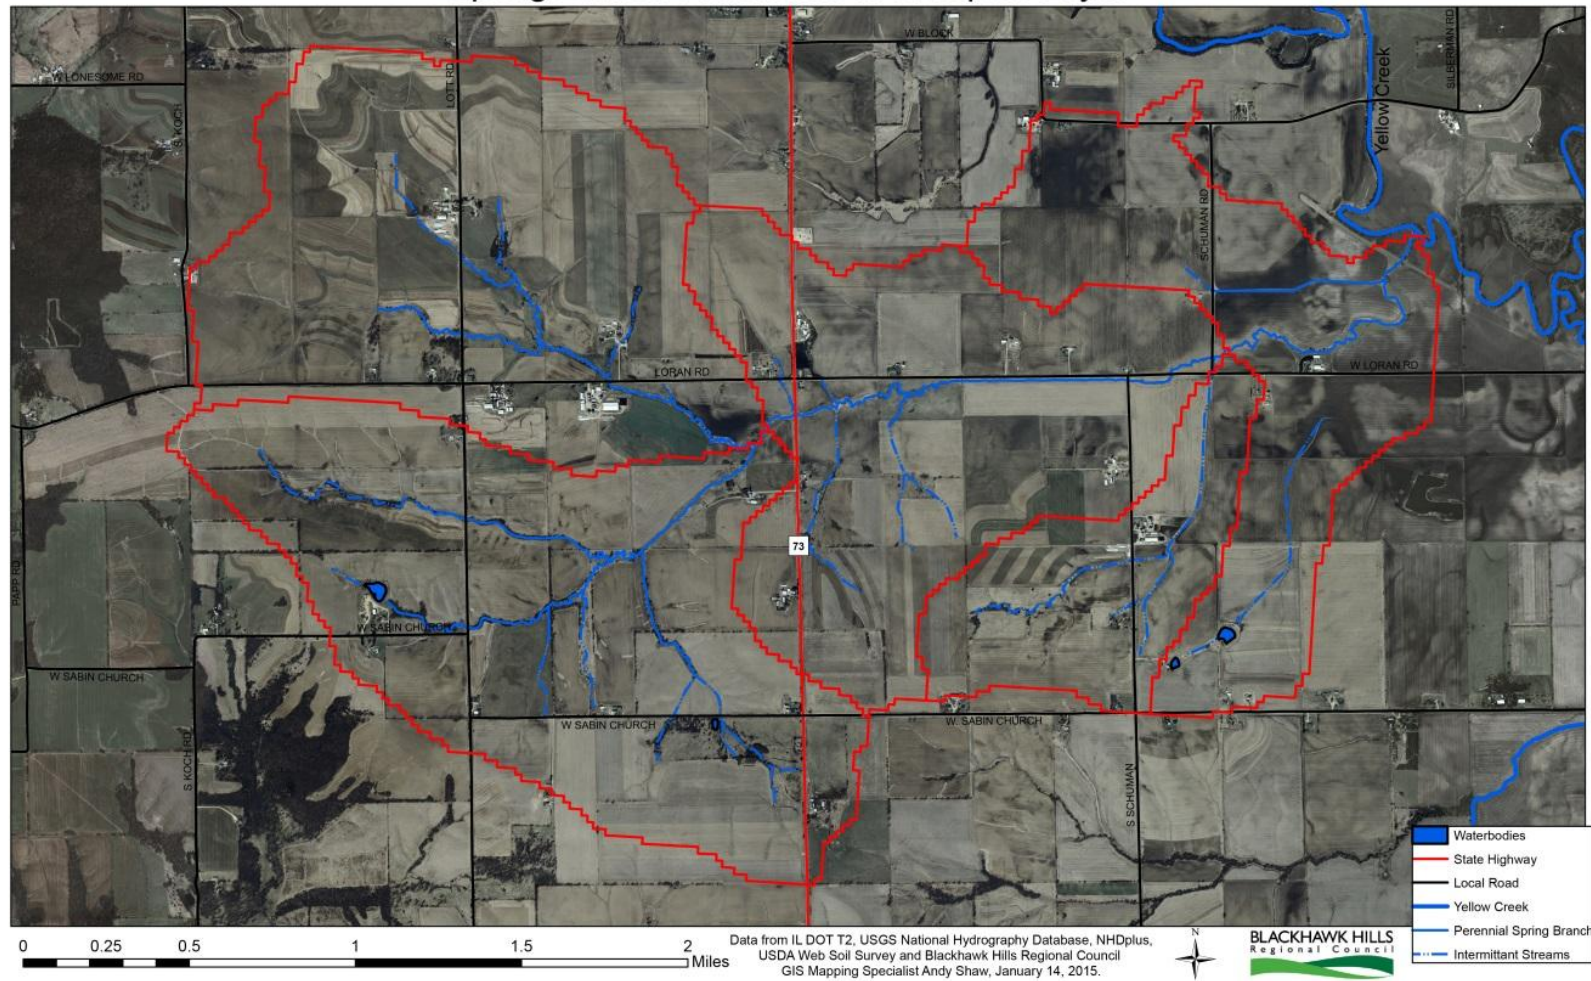 W BLOCK
SILBERMAN RD
W LONESOME RD
LOTT RD
S KOCH
Yellow Creek
SCHUMAN RD
LORAN RD
W LORAN RD
73
PAPP RD
W SABIN CHURCH
W SABIN CHURCH
W SABIN CHURCH
W. SABIN CHURCH
S KOCH RD
S SCHUMAN
Waterbodies
State Highway
Local Road
Yellow Creek
Perennial Spring Branch
Intermittant Streams
0 0.25 0.5 1 1.5 2 Miles
Data from IL DOT T2, USGS National Hydrography Database, NHDplus,
USDA Web Soil Survey and Blackhawk Hills Regional Council
GIS Mapping Specialist Andy Shaw, January 14, 2015.
N
BLACKHAWK HILLS
Regional Council